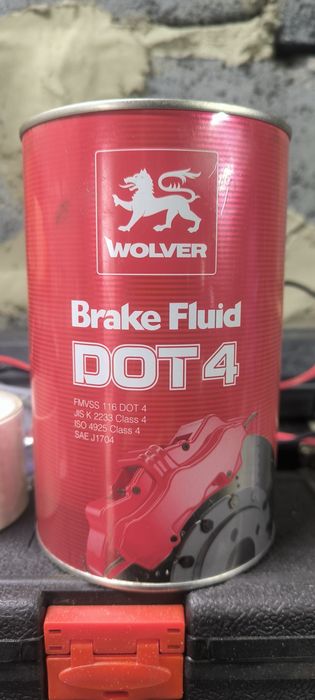 WOLVER
Brake Fluid
DOT 4
FMVSS 116 DOT 4
JIS K 2233 Class 4
ISO 4925 Class 4
SAE J1704